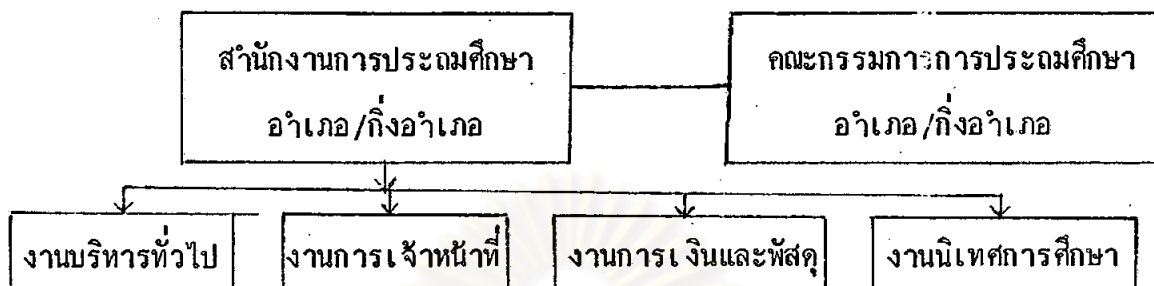 สำนักงานการประถมศึกษา
อำเภอ/กิ่งอำเภอ
คณะกรรมการการประถมศึกษา
อำเภอ/กิ่งอำเภอ
งานบริหารทั่วไป
งานการเจ้าหน้าที่
งานการเงินและพัสดุ
งานนิเทศการศึกษา